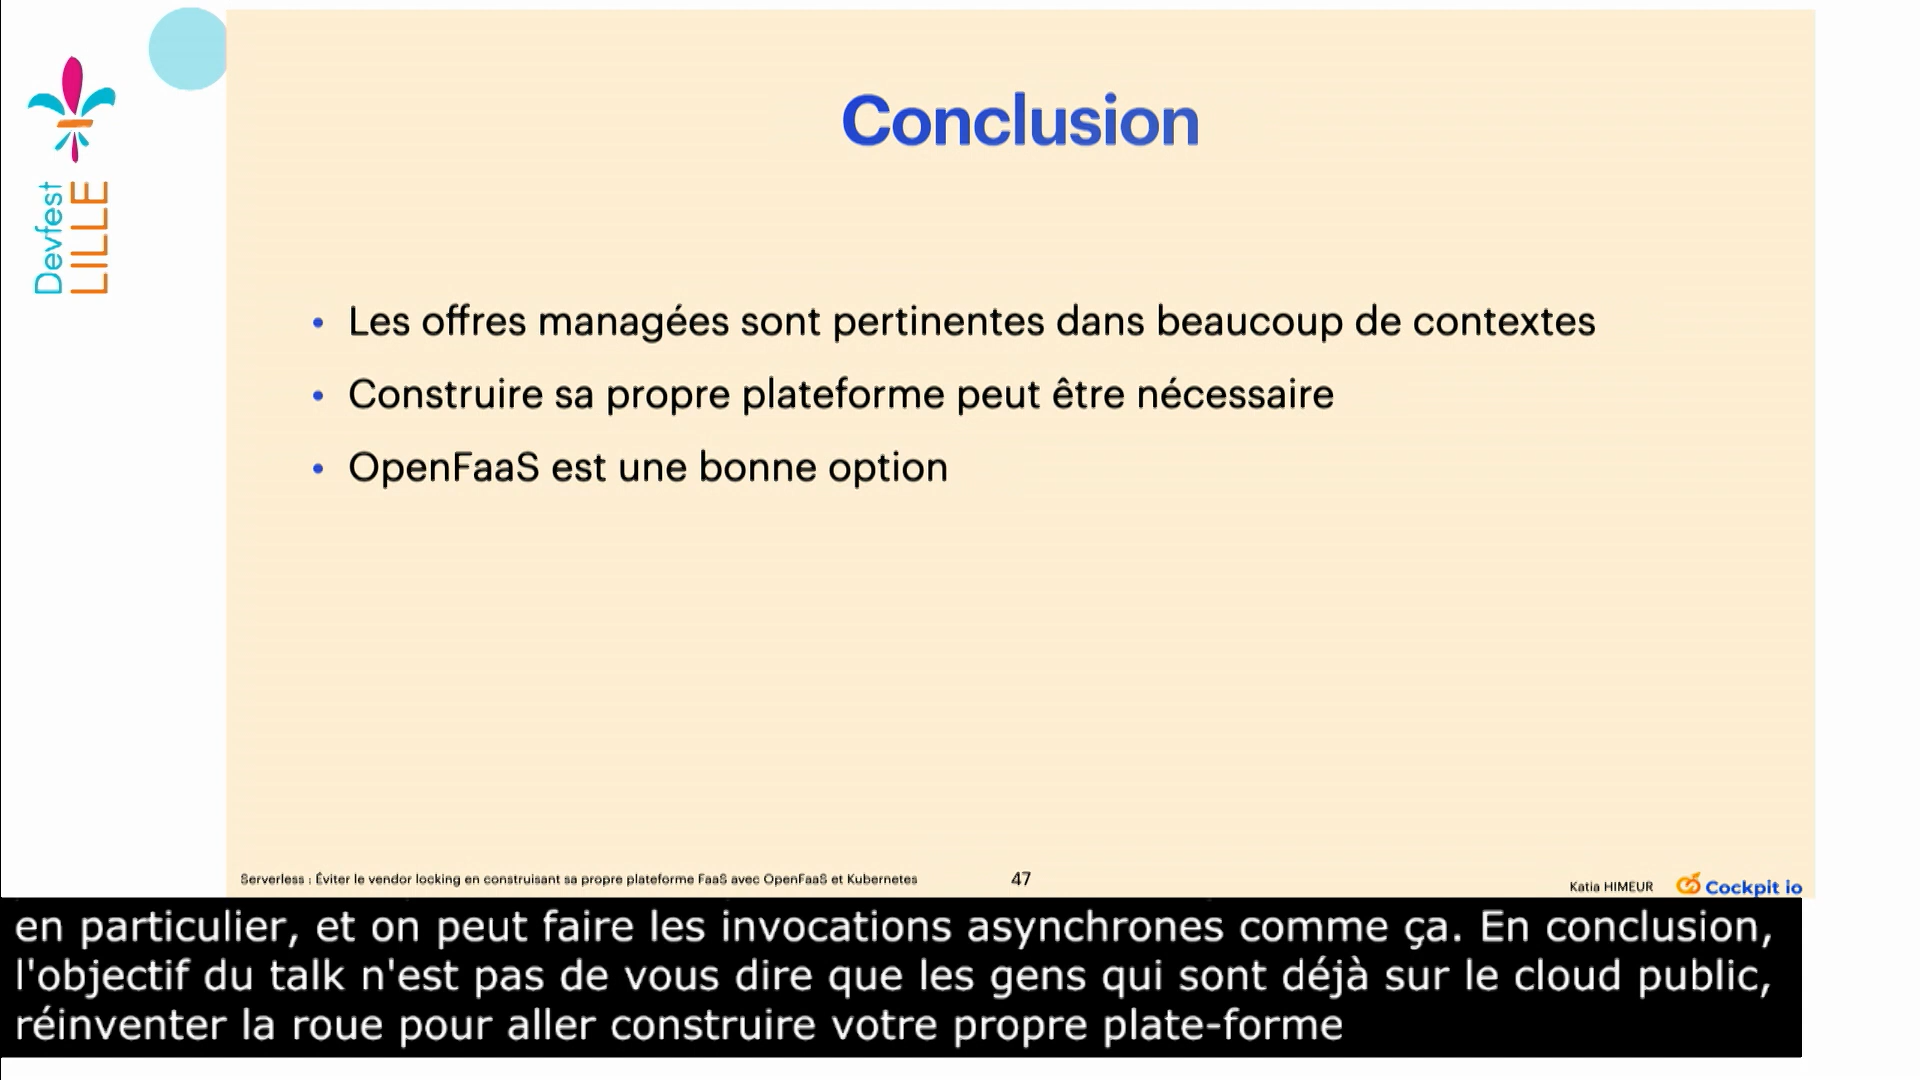 Devfest
LILLE
Conclusion
• Les offres managées sont pertinentes dans beaucoup de contextes
• Construire sa propre plateforme peut être nécessaire
• OpenFaaS est une bonne option
Serverless : Éviter le vendor locking en construisant sa propre plateforme FaaS avec OpenFaaS et Kubernetes
47
Katia HIMEUR
Cockpit io
en particulier, et on peut faire les invocations asynchrones comme ça. En conclusion,
l'objectif du talk n'est pas de vous dire que les gens qui sont déjà sur le cloud public,
réinventer la roue pour aller construire votre propre plate-forme